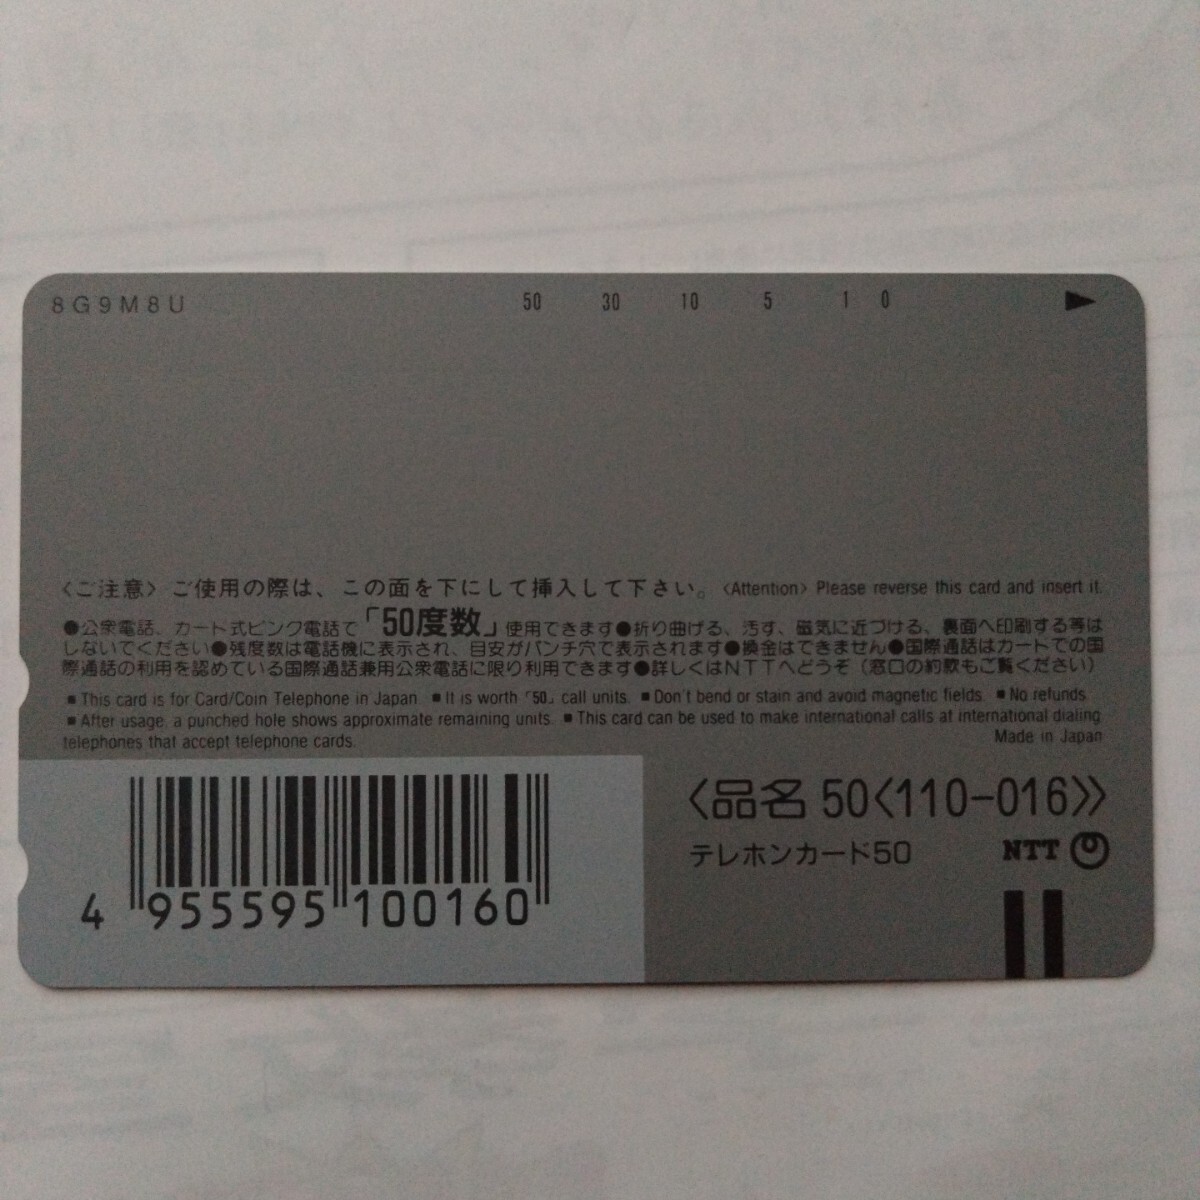 8G9M8U 50 30 10 5 1 0 ▶
〈ご注意〉ご使用の際は、この面を下にして挿入して下さい。〈Attention〉Please reverse this card and insert it.
●公衆電話、カード式ピンク電話で「50度数」使用できます●折り曲げる、汚す、磁気に近づける、裏面へ印刷する等は
しないでください●残度数は電話機に表示され、目安がパンチ穴で表示されます●換金はできません●国際通話はカードでの国
際通話の利用を認めている国際通話兼用公衆電話に限り利用できます●詳しくはNTTへどうぞ（窓口の約款もご覧ください）
■This card is for Card/Coin Telephone in Japan. ■It is worth「50」call units. ■Don't bend or stain and avoid magnetic fields. ■No refunds.
■After usage, a punched hole shows approximate remaining units. ■This card can be used to make international calls at international dialing
telephones that accept telephone cards. Made in Japan
〈品名 50〈110-016〉〉
テレホンカード50 NTT
4 955595 100160